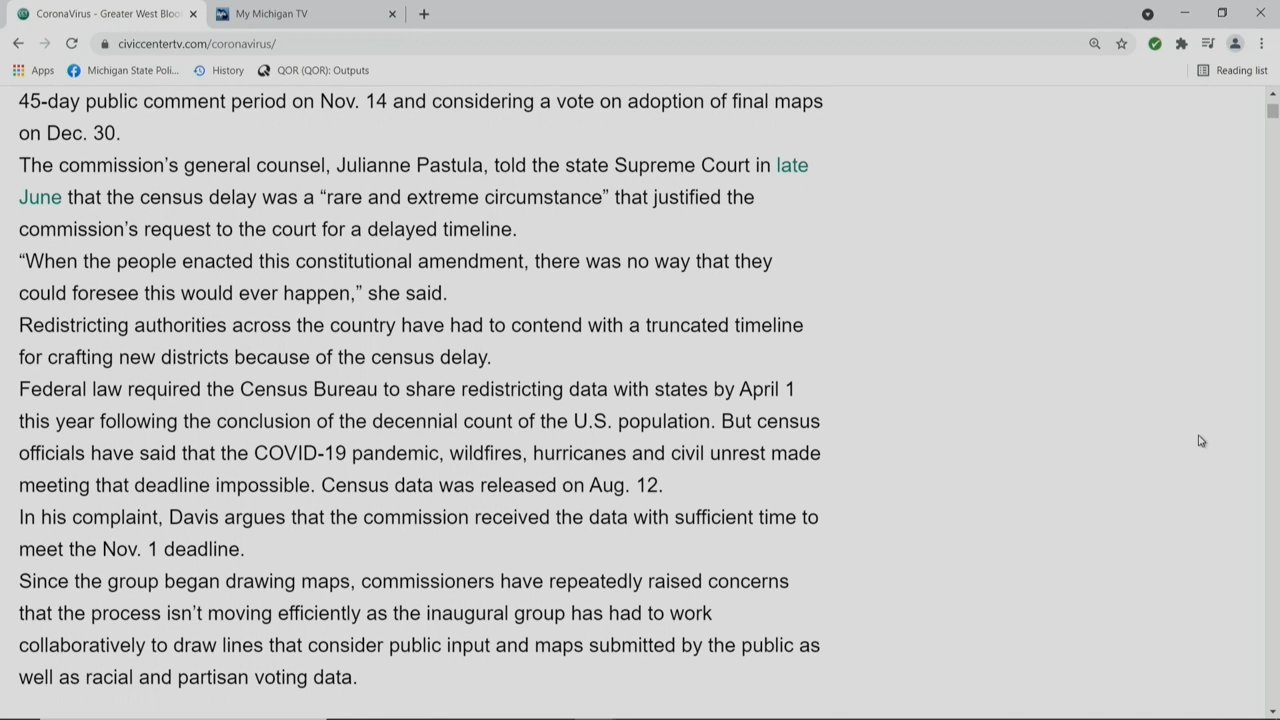 CoronaVirus - Greater West Bloo
My Michigan TV
civiccentertv.com/coronavirus/
Apps
Michigan State Poli...
History
QOR (QOR): Outputs
Reading list
45-day public comment period on Nov. 14 and considering a vote on adoption of final maps
on Dec. 30.
The commission’s general counsel, Julianne Pastula, told the state Supreme Court in late
June that the census delay was a “rare and extreme circumstance” that justified the
commission’s request to the court for a delayed timeline.
“When the people enacted this constitutional amendment, there was no way that they
could foresee this would ever happen,” she said.
Redistricting authorities across the country have had to contend with a truncated timeline
for crafting new districts because of the census delay.
Federal law required the Census Bureau to share redistricting data with states by April 1
this year following the conclusion of the decennial count of the U.S. population. But census
officials have said that the COVID-19 pandemic, wildfires, hurricanes and civil unrest made
meeting that deadline impossible. Census data was released on Aug. 12.
In his complaint, Davis argues that the commission received the data with sufficient time to
meet the Nov. 1 deadline.
Since the group began drawing maps, commissioners have repeatedly raised concerns
that the process isn’t moving efficiently as the inaugural group has had to work
collaboratively to draw lines that consider public input and maps submitted by the public as
well as racial and partisan voting data.